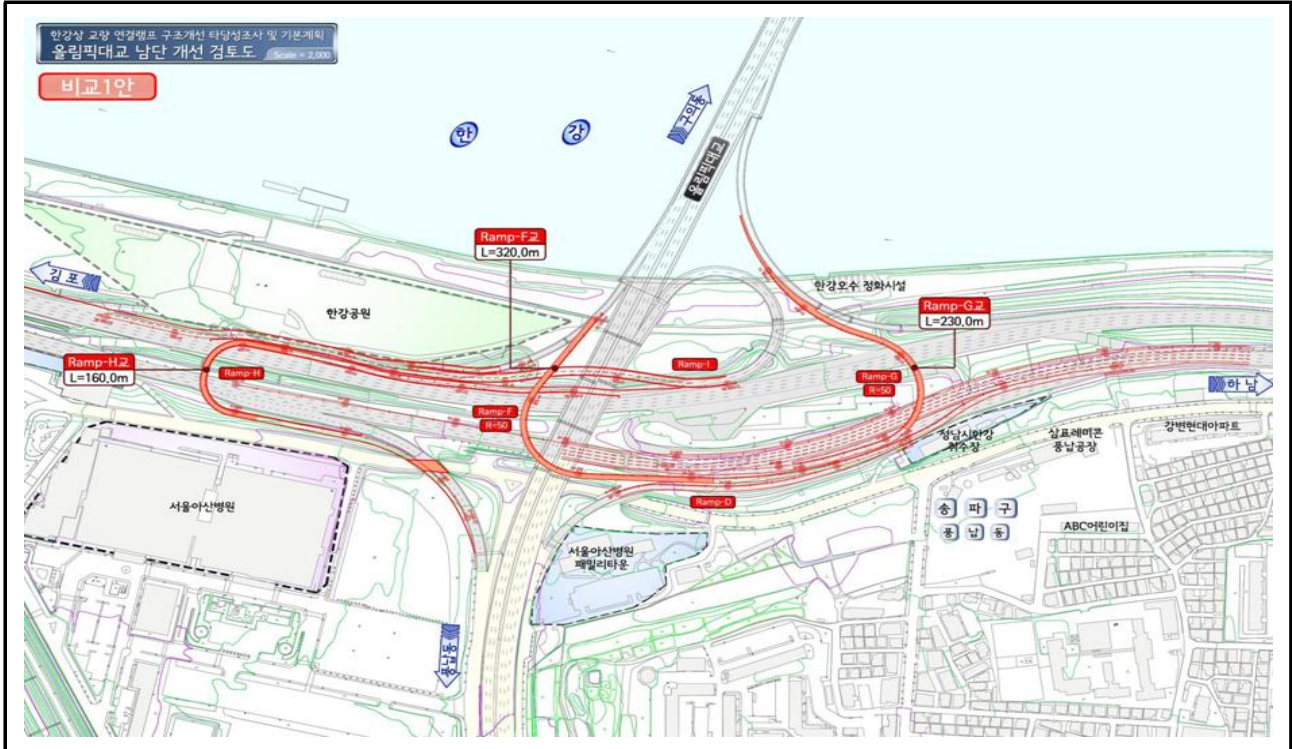 한강상 교량 연결램프 구조개선 타당성조사 및 기본계획
올림픽대교 남단 개선 검토도 Scale = 2,000
비교1안
한
강
구의동
올림픽대교
Ramp-F교
L=320.0m
김포
한강공원
한강오수 정화시설
Ramp-G교
L=230.0m
Ramp-H교
L=160.0m
Ramp-H
Ramp-I
Ramp-G
R=50
하남
Ramp-F
R=50
강변현대아파트
삼표레미콘
풍납공장
취수장
Ramp-D
서울아산병원
송 파 구
풍 납 동
ABC어린이집
서울아산병원
패밀리타운
풍납동